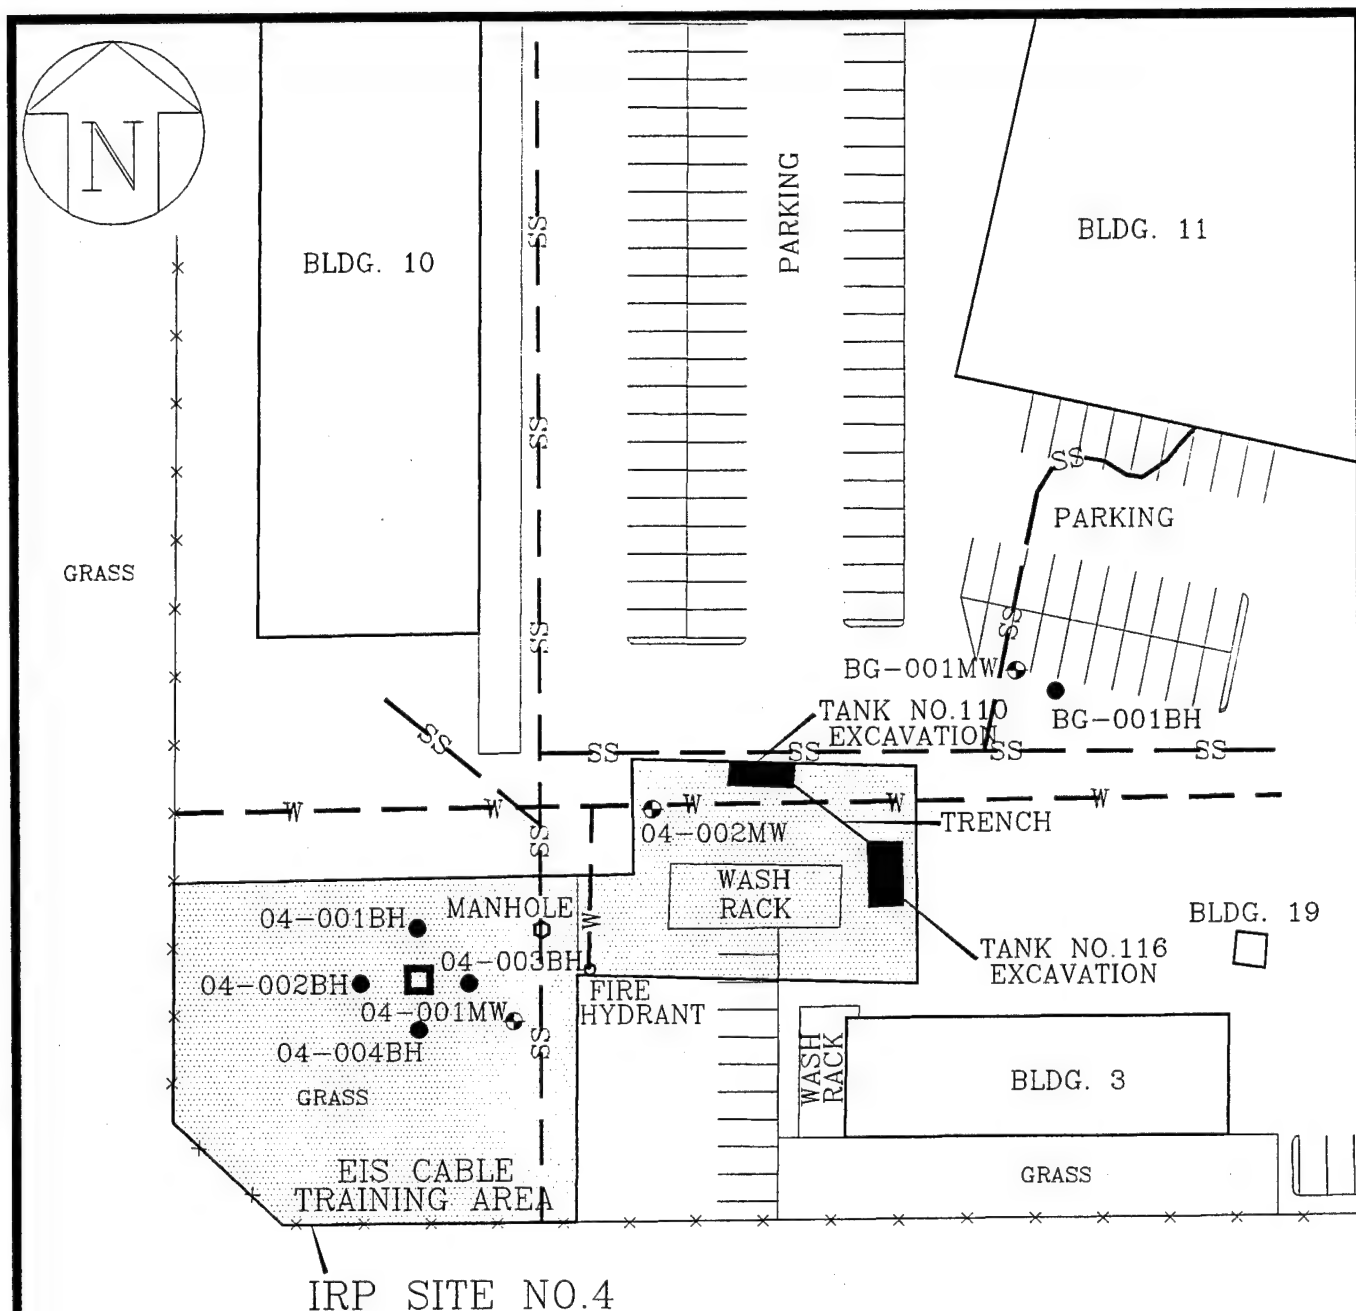 N
BLDG. 10
PARKING
BLDG. 11
SS
SS
SS
PARKING
GRASS
SS
SS
BG-001MW
BG-001BH
TANK NO.110
EXCAVATION
SS
SS
SS
SS
SS
W
W
W
W
W
04-002MW
TRENCH
SS
WASH
RACK
04-001BH
MANHOLE
W
BLDG. 19
04-003BH
04-002BH
TANK NO.116
EXCAVATION
04-001MW
FIRE
HYDRANT
SS
04-004BH
WASH
RACK
BLDG. 3
GRASS
EIS CABLE
TRAINING AREA
GRASS
IRP SITE NO.4